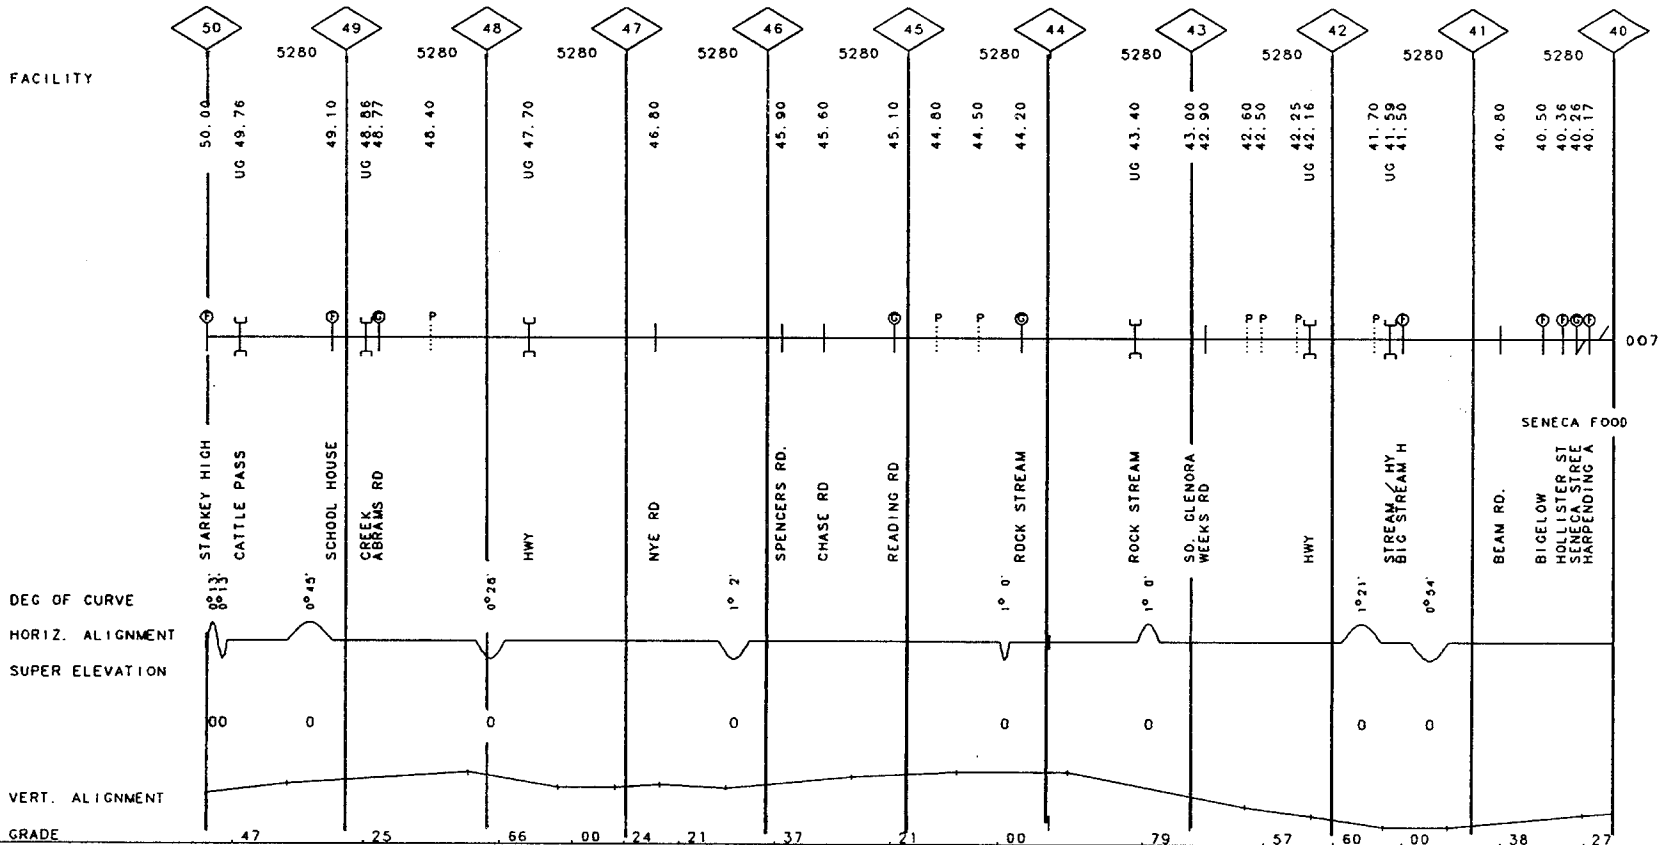 50 49 48 47 46 45 44 43 42 41 40
5280 5280 5280 5280 5280 5280 5280 5280 5280 5280
FACILITY
50.00
UG 49.76
49.10
UG 48.86
48.77
48.40
UG 47.70
46.80
45.90
45.60
45.10
44.80
44.50
44.20
UG 43.40
43.00
42.90
42.60
42.50
42.25
UG 42.16
41.70
UG 41.59
41.50
40.80
40.50
40.36
40.26
40.17
F F G P G P P G P P P P F F F G F
007
SENECA FOOD
STARKEY HIGH
CATTLE PASS
SCHOOL HOUSE
CREEK
ABRAMS RD
HWY
NYE RD
SPENCERS RD.
CHASE RD
READING RD
ROCK STREAM
ROCK STREAM
SO. GLENORA
WEEKS RD
HWY
STREAM / HY
BIG STREAM H
BEAM RD.
BIGELOW
HOLLISTER ST
SENECA STREE
HARPENDING A
DEG OF CURVE
0°13' 0°13' 0°45' 0°28' 1° 2' 1° 0' 1° 0' 1°21' 0°54'
HORIZ. ALIGNMENT
SUPER ELEVATION
00 0 0 0 0 0 0 0
VERT. ALIGNMENT
GRADE .47 .25 .66 .00 .24 .21 .37 .21 .00 .79 .57 .60 .00 .38 .27